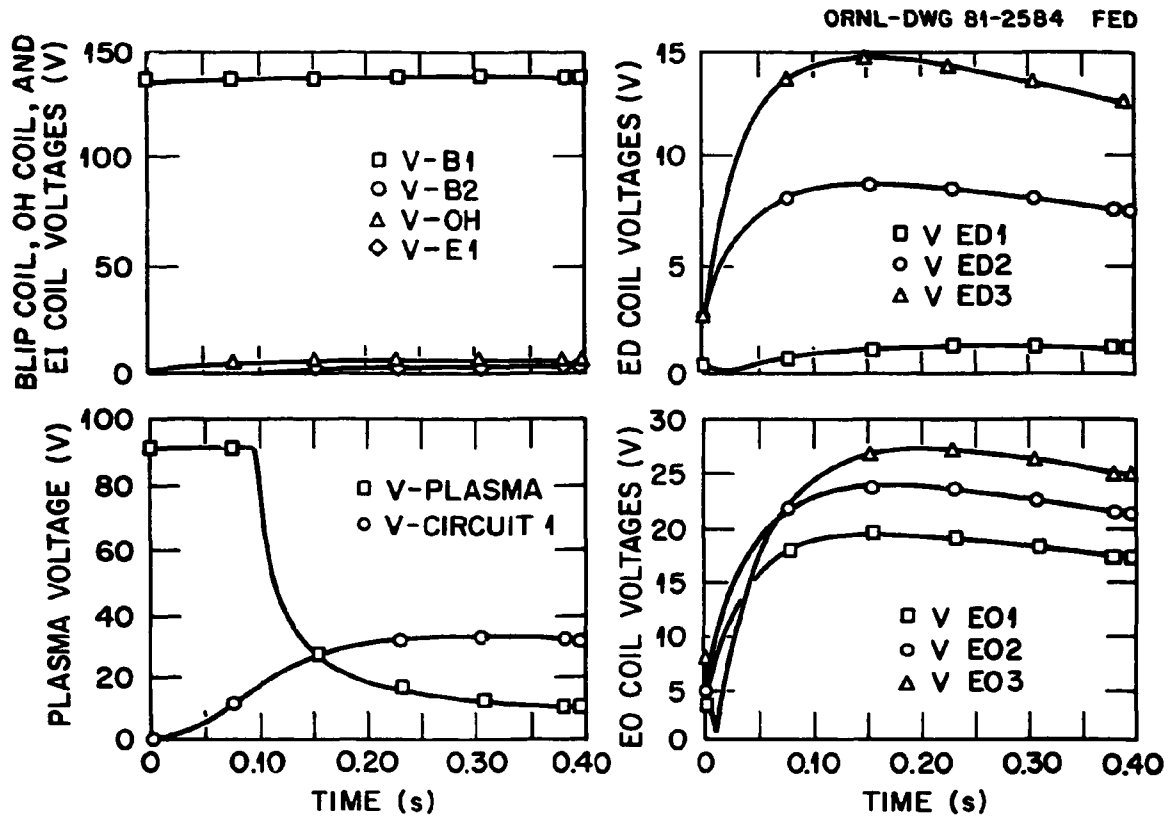 ORNL-DWG 81-2584 FED
BLIP COIL, OH COIL, AND
EI COIL VOLTAGES (V)
150
100
50
0
V-B1
V-B2
V-OH
V-E1
ED COIL VOLTAGES (V)
15
10
5
0
V ED1
V ED2
V ED3
PLASMA VOLTAGE (V)
100
80
60
40
20
0
V-PLASMA
V-CIRCUIT 1
0
0.10
0.20
0.30
0.40
TIME (s)
EO COIL VOLTAGES (V)
30
25
20
15
10
5
0
V EO1
V EO2
V EO3
0
0.10
0.20
0.30
0.40
TIME (s)